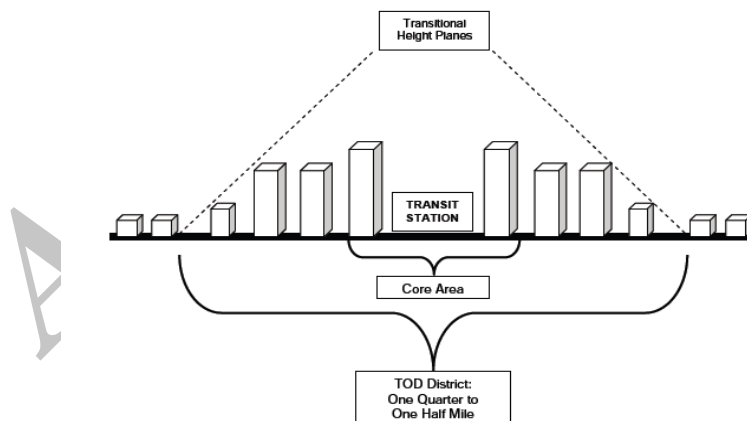 Transitional
Height Planes
TRANSIT
STATION
Core Area
TOD District:
One Quarter to
One Half Mile
A